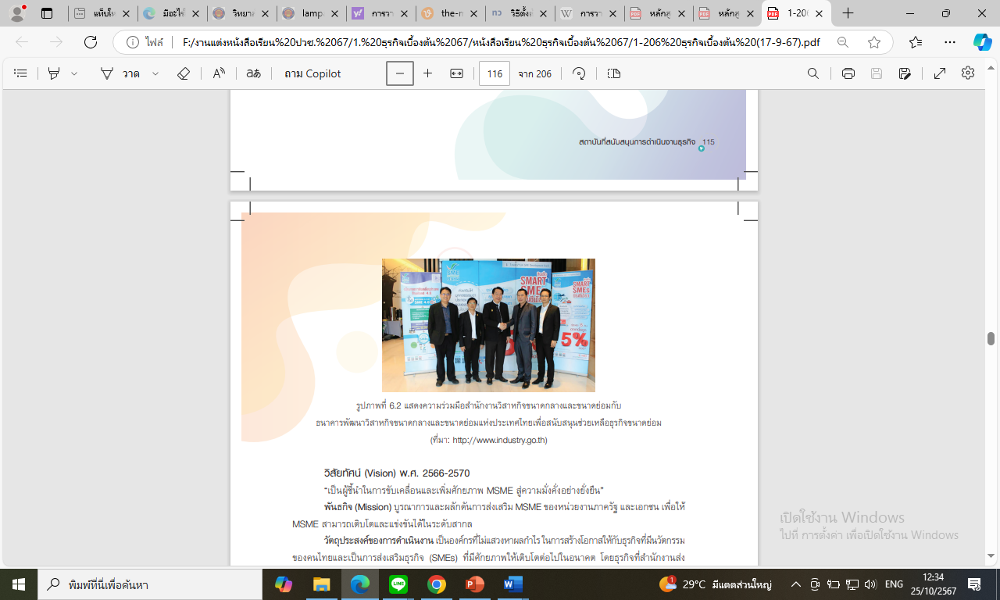 แท็บให
มีอะไร
วิทยาล
lampa
การวา
the-n
วิธีตั้งเ
การวา
หลักสู
หลักสู
1-20
ไฟล์ F:/งานแต่งหนังสือเรียน%20ปวช.%2067/1.%20ธุรกิจเบื้องต้น%2067/หนังสือเรียน%20ธุรกิจเบี้องต้น%2067/1-206%20ธุรกิจเบื้องต้น%20(17-9-67).pdf
วาด ถาม Copilot 116 จาก 206
สถาบันที่สนับสนุนการดำเนินงานธุรกิจ 115
SMART
SMEs
5%
รูปภาพที่ 6.2 แสดงความร่วมมือสำนักงานวิสาหกิจขนาดกลางและขนาดย่อมกับ
ธนาคารพัฒนาวิสาหกิจขนาดกลางและขนาดย่อมแห่งประเทศไทยเพื่อสนับสนุนช่วยเหลือธุรกิจขนาดย่อม
(ที่มา: http://www.industry.go.th)
วิสัยทัศน์ (Vision) พ.ศ. 2566-2570
"เป็นผู้ชี้นำในการขับเคลื่อนและเพิ่มศักยภาพ MSME สู่ความมั่งคั่งอย่างยั่งยืน"
พันธกิจ (Mission) บูรณาการและผลักดันการส่งเสริม MSME ของหน่วยงานภาครัฐ และเอกชน เพื่อให้
MSME สามารถเติบโตและแข่งขันได้ในระดับสากล
วัตถุประสงค์ของการดำเนินงาน เป็นองค์กรที่ไม่แสวงหาผลกำไร ในการสร้างโอกาสให้กับธุรกิจที่มีนวัตกรรม
ของคนไทยและเป็นการส่งเสริมธุรกิจ (SMEs) ที่มีศักยภาพให้เติบโตต่อไปในอนาคต โดยธุรกิจที่สำนักงานส่ง
เปิดใช้งาน Windows
ไปที่ การตั้งค่า เพื่อเปิดใช้งาน Windows
พิมพ์ที่นี่เพื่อค้นหา
29°C มีแดดส่วนใหญ่
ENG
12:34
25/10/2567